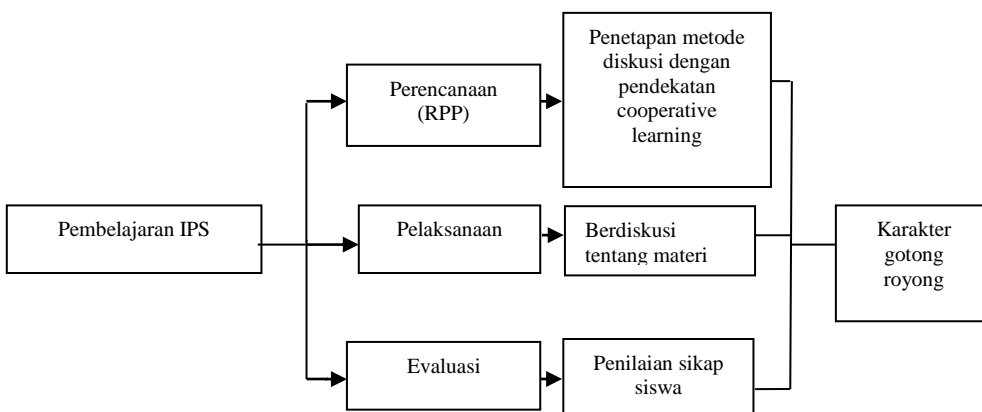 Penetapan metode
diskusi dengan
pendekatan
cooperative
learning
Perencanaan
(RPP)
Pembelajaran IPS
Pelaksanaan
Berdiskusi
tentang materi
Karakter
gotong
royong
Evaluasi
Penilaian sikap
siswa